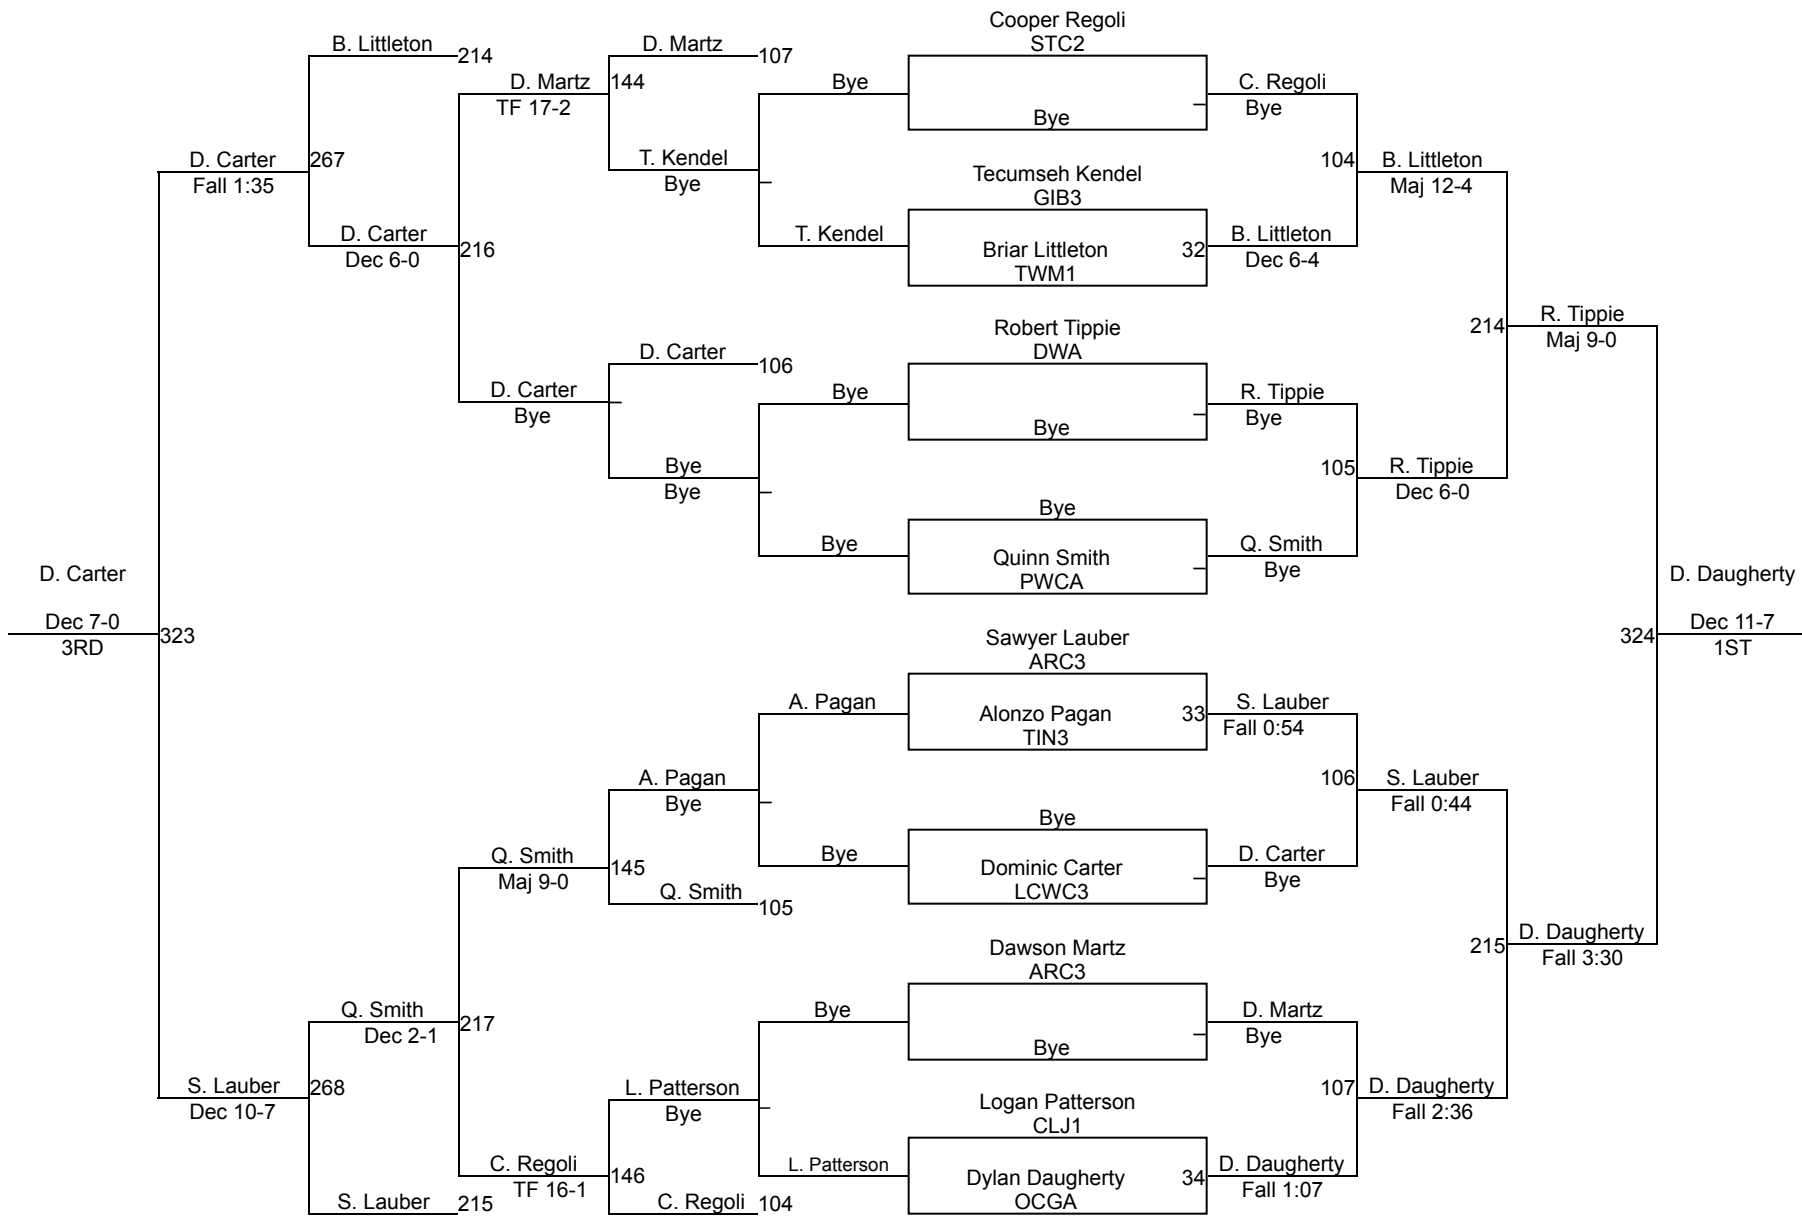 Cooper Regoli
STC2
B. Littleton
214
D. Martz
107
D. Martz
144
TF 17-2
Bye
Bye
C. Regoli
Bye
D. Carter
267
Fall 1:35
T. Kendel
Bye
Tecumseh Kendel
GIB3
104
B. Littleton
Maj 12-4
D. Carter
216
Dec 6-0
T. Kendel
Briar Littleton
32
TWM1
B. Littleton
Dec 6-4
Robert Tippie
DWA
214
R. Tippie
Maj 9-0
D. Carter
106
D. Carter
Bye
Bye
Bye
R. Tippie
Bye
Bye
Bye
105
R. Tippie
Dec 6-0
Bye
Bye
Quinn Smith
PWCA
Q. Smith
Bye
D. Carter
Dec 7-0
3RD
323
D. Daugherty
324
Dec 11-7
1ST
Sawyer Lauber
ARC3
A. Pagan
Alonzo Pagan
33
TIN3
S. Lauber
Fall 0:54
A. Pagan
Bye
106
S. Lauber
Fall 0:44
Bye
Q. Smith
145
Maj 9-0
Q. Smith
105
Bye
Dominic Carter
LCWC3
D. Carter
Bye
Dawson Martz
ARC3
215
D. Daugherty
Fall 3:30
Q. Smith
217
Dec 2-1
Bye
Bye
D. Martz
Bye
S. Lauber
268
Dec 10-7
L. Patterson
Bye
Logan Patterson
CLJ1
107
D. Daugherty
Fall 2:36
C. Regoli
146
TF 16-1
L. Patterson
Dylan Daugherty
34
OCGA
D. Daugherty
Fall 1:07
S. Lauber
215
C. Regoli
104